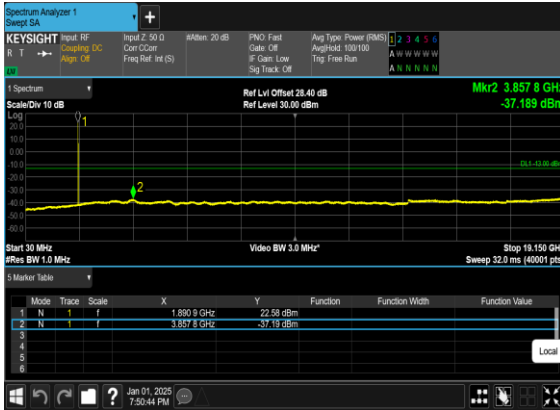 Spectrum Analyzer 1
Swept SA
+
KEYSIGHT
R T
LV
Input: RF
Coupling: DC
Align: Off
Input Z: 50 Ω
Corr CCorr
Freq Ref: Int (S)
#Atten: 20 dB
PNO: Fast
Gate: Off
IF Gain: Low
Sig Track: Off
Avg Type: Power (RMS)
Avg|Hold: 100/100
Trig: Free Run
1 2 3 4 5 6
A W W W W W
A N N N N N
1 Spectrum
Scale/Div 10 dB
Ref Lvl Offset 28.40 dB
Ref Level 30.00 dBm
Mkr2 3.857 8 GHz
-37.189 dBm
Log
1
20.0
10.0
0.00
-10.0
DL1 -13.00 dBm
-20.0
-30.0
2
-40.0
-50.0
-60.0
Start 30 MHz
Video BW 3.0 MHz*
Stop 19.150 GHz
#Res BW 1.0 MHz
Sweep 32.0 ms (40001 pts)
5 Marker Table
Mode Trace Scale X Y Function Function Width Function Value
1 N 1 f 1.890 9 GHz 22.58 dBm
2 N 1 f 3.857 8 GHz -37.19 dBm
3
4
5
6
Local
?
Jan 01, 2025
7:50:44 PM